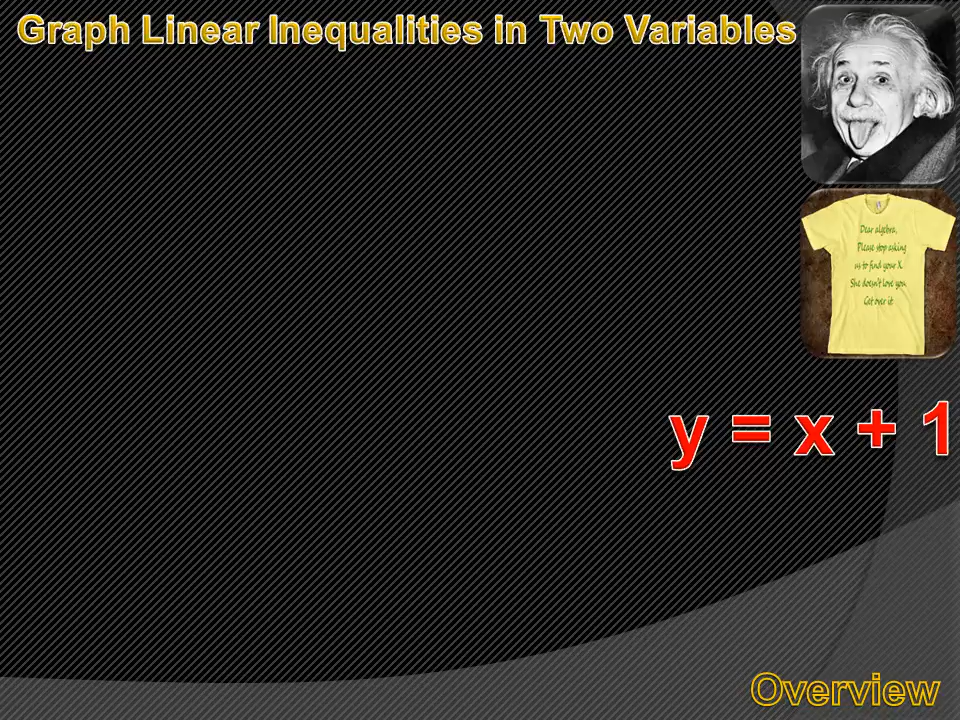 Graph Linear Inequalities in Two Variables
Dear algebra,
Please stop asking
us to find your X.
She doesn't love you.
Get over it
y = x + 1
Overview